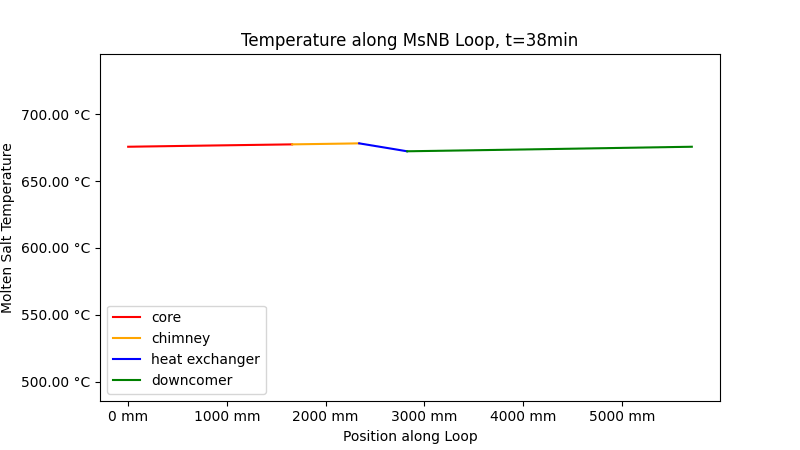 Temperature along MsNB Loop, t=38min
Molten Salt Temperature
700.00 °C
650.00 °C
600.00 °C
550.00 °C
500.00 °C
core
chimney
heat exchanger
downcomer
0 mm 1000 mm 2000 mm 3000 mm 4000 mm 5000 mm
Position along Loop